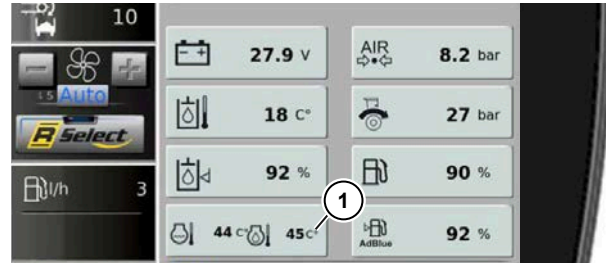 10
27.9 V
AIR
8.2 bar
Auto
18 C°
27 bar
R Select
92 %
90 %
l/h 3
1
44 C° 45 C°
AdBlue
92 %